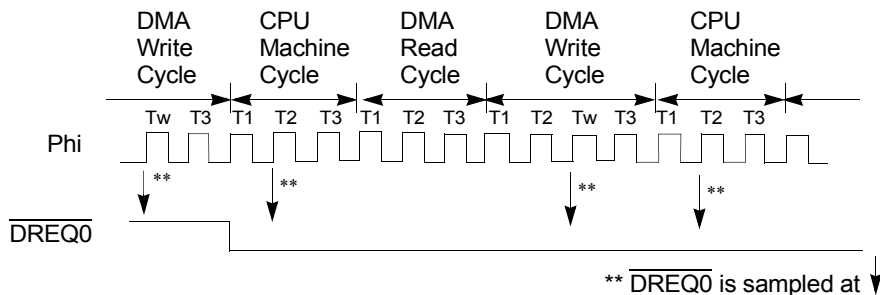 DMA CPU DMA DMA CPU
Write Machine Read Write Machine
Cycle Cycle Cycle Cycle Cycle
Tw T3 T1 T2 T3 T1 T2 T3 T1 T2 Tw T3 T1 T2 T3
Phi
** ** ** **
DREQ0
** DREQ0 is sampled at